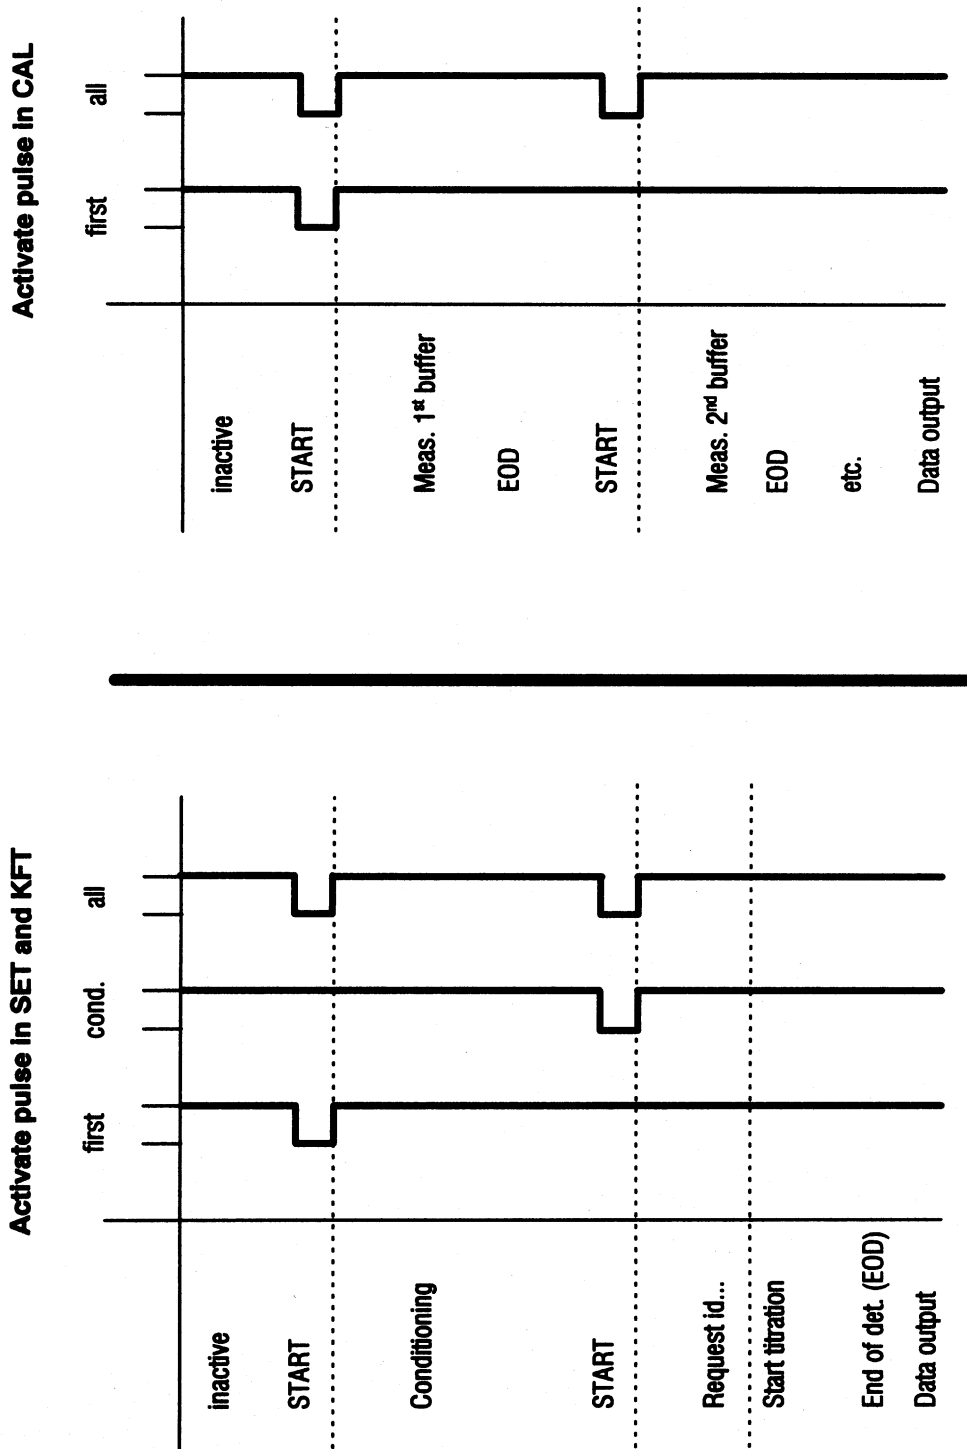 Activate pulse in SET and KFT
first
cond.
all
inactive
START
Conditioning
START
Request id...
Start titration
End of det. (EOD)
Data output
Activate pulse in CAL
first
all
inactive
START
Meas. 1st buffer
EOD
START
Meas. 2nd buffer
EOD
etc.
Data output